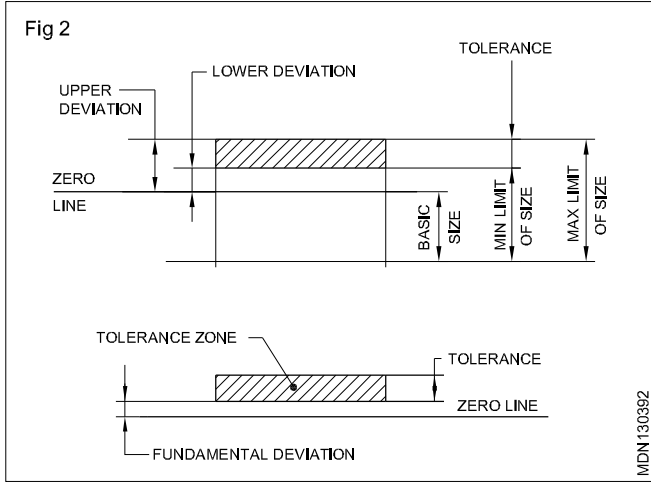 Fig 2
TOLERANCE
LOWER DEVIATION
UPPER
DEVIATION
ZERO
LINE
BASIC
SIZE
MIN LIMIT
OF SIZE
MAX LIMIT
OF SIZE
TOLERANCE ZONE
TOLERANCE
ZERO LINE
FUNDAMENTAL DEVIATION
MDN130392